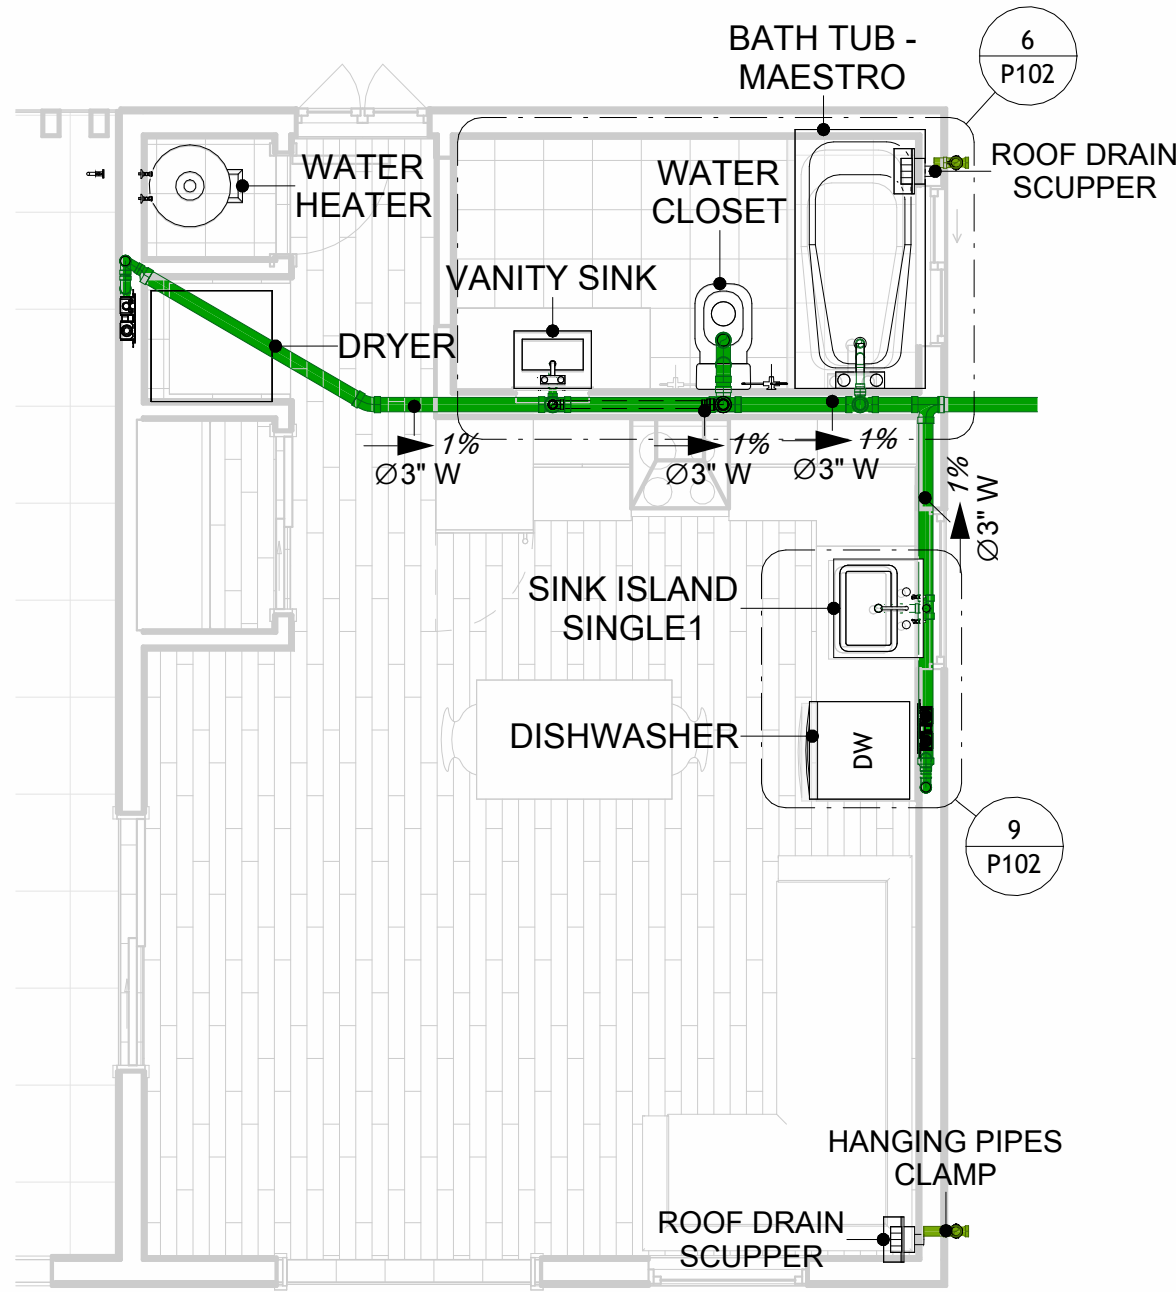 BATH TUB -
MAESTRO
6
P102
ROOF DRAIN
SCUPPER
WATER
HEATER
WATER
CLOSET
VANITY SINK
DRYER
1%
Ø3" W
1%
Ø3" W
1%
Ø3" W
1%
Ø3" W
SINK ISLAND
SINGLE1
DISHWASHER
DW
9
P102
HANGING PIPES
CLAMP
ROOF DRAIN
SCUPPER